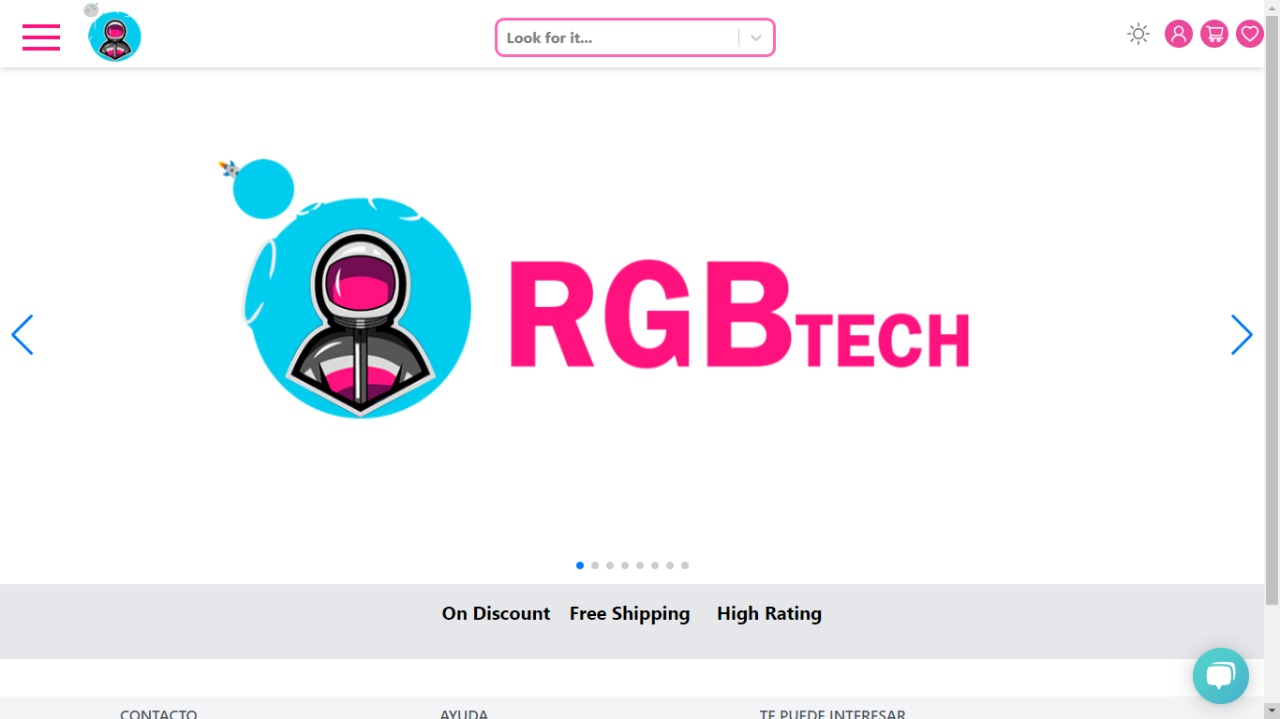 Look for it...
RGBTECH
On Discount Free Shipping High Rating
CONTACTO AYUDA TE PUEDE INTERESAR